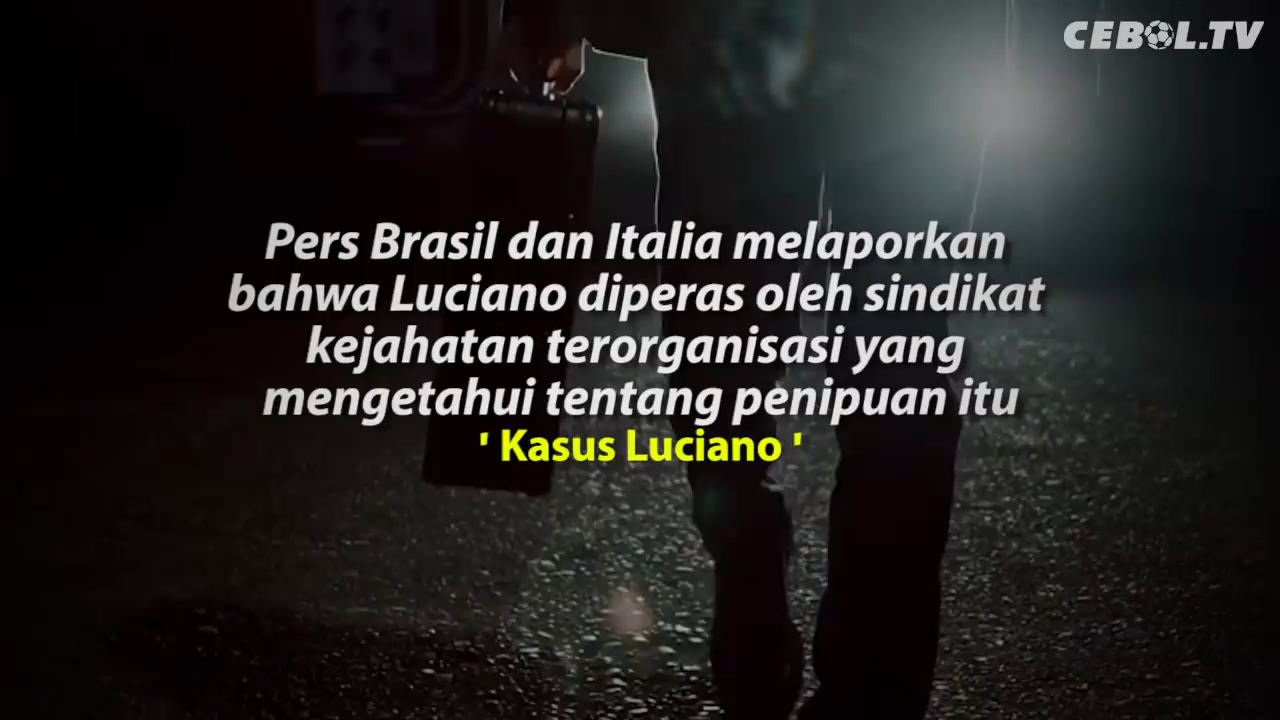 CEBOL.TV
Pers Brasil dan Italia melaporkan
bahwa Luciano diperas oleh sindikat
kejahatan terorganisasi yang
mengetahui tentang penipuan itu
' Kasus Luciano '